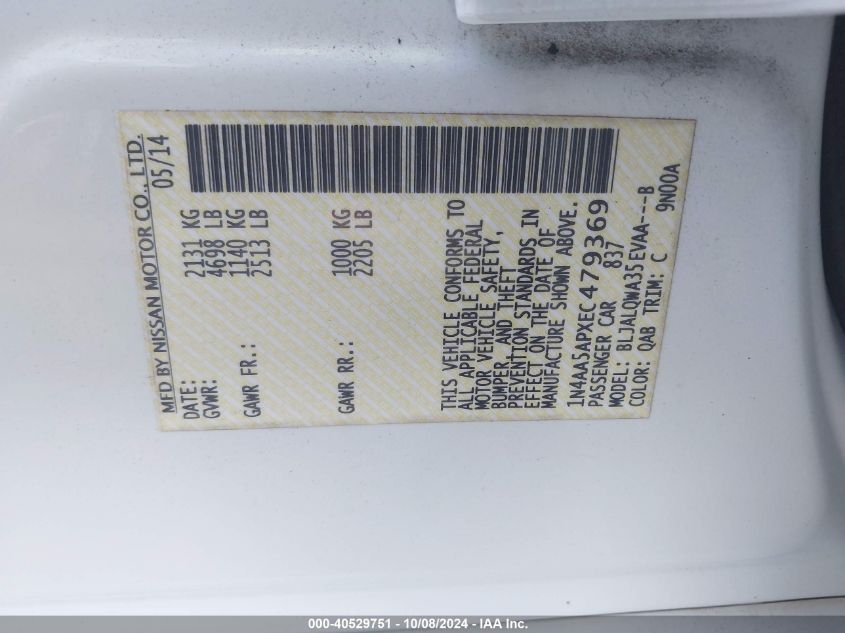 MFD BY NISSAN MOTOR CO., LTD.
DATE: 05/14
GVWR: 2131 KG
4698 LB
GAWR FR.: 1140 KG
2513 LB
GAWR RR.: 1000 KG
2205 LB
THIS VEHICLE CONFORMS TO
ALL APPLICABLE FEDERAL
MOTOR VEHICLE SAFETY,
BUMPER, AND THEFT
PREVENTION STANDARDS IN
EFFECT ON THE DATE OF
MANUFACTURE SHOWN ABOVE.
1N4AA5APXEC479369
PASSENGER CAR 837
MODEL: BLJALQWA35EVAA---B
COLOR: QAB TRIM: C 9N00A
000-40529751 - 10/08/2024 - IAA Inc.